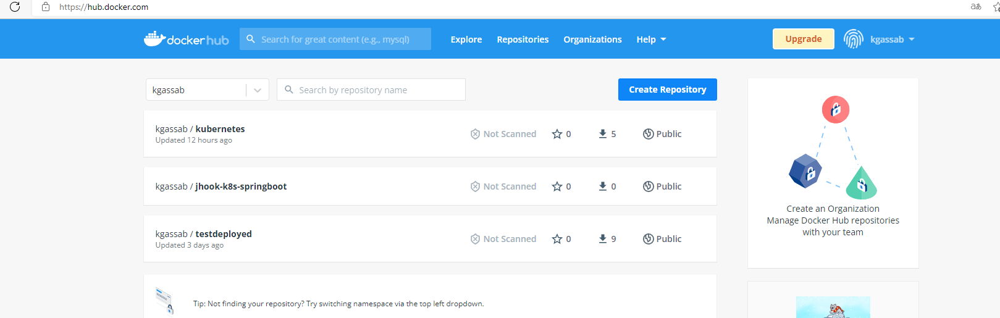 https://hub.docker.com
aあ
docker hub
Search for great content (e.g., mysql)
Explore
Repositories
Organizations
Help
Upgrade
kgassab
kgassab
Search by repository name
Create Repository
kgassab / kubernetes
Updated 12 hours ago
Not Scanned
0
5
Public
kgassab / jhook-k8s-springboot
Not Scanned
0
0
Public
kgassab / testdeployed
Updated 3 days ago
Not Scanned
0
9
Public
Tip: Not finding your repository? Try switching namespace via the top left dropdown.
Create an Organization
Manage Docker Hub repositories
with your team